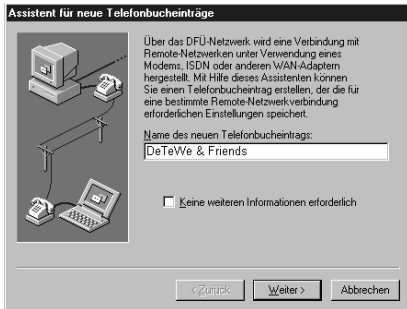 Assistent für neue Telefonbucheinträge
Über das DFÜ-Netzwerk wird eine Verbindung mit
Remote-Netzwerken unter Verwendung eines
Modems, ISDN oder anderen WAN-Adaptern
hergestellt. Mit Hilfe dieses Assistenten können
Sie einen Telefonbucheintrag erstellen, der die für
eine bestimmte Remote-Netzwerkverbindung
erforderlichen Einstellungen speichert.
Name des neuen Telefonbucheintrags:
DeTeWe & Friends
Keine weiteren Informationen erforderlich
< Zurück Weiter > Abbrechen